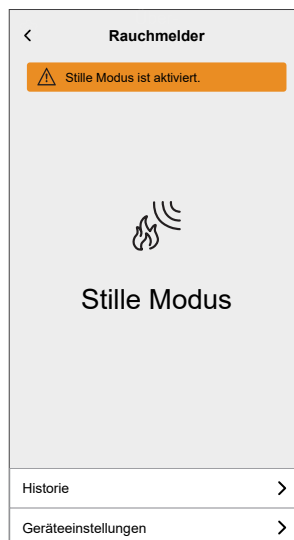 Rauchmelder
Stille Modus ist aktiviert.
Stille Modus
Historie
Geräteeinstellungen